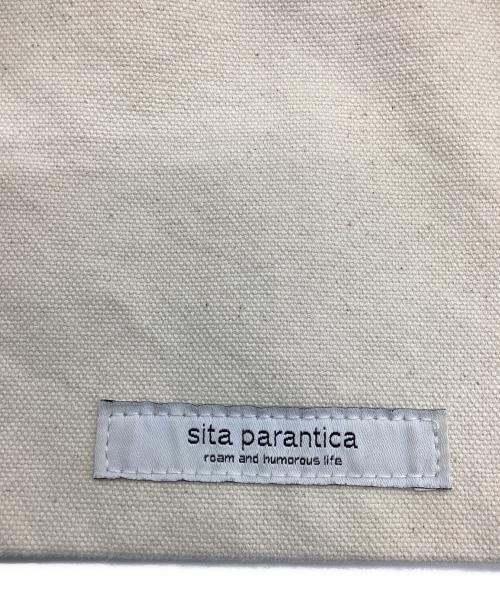 sita parantica
roam and humorous life